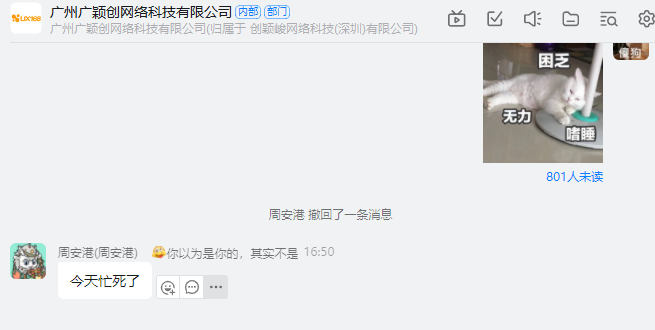 UX168
广州广颖创网络科技有限公司 内部 部门
广州广颖创网络科技有限公司(归属于 创颖峻网络科技(深圳)有限公司)
傻狗
困乏
无力
嗜睡
801人未读
周安港 撤回了一条消息
周安港(周安港) 你以为是你的，其实不是 16:50
今天忙死了